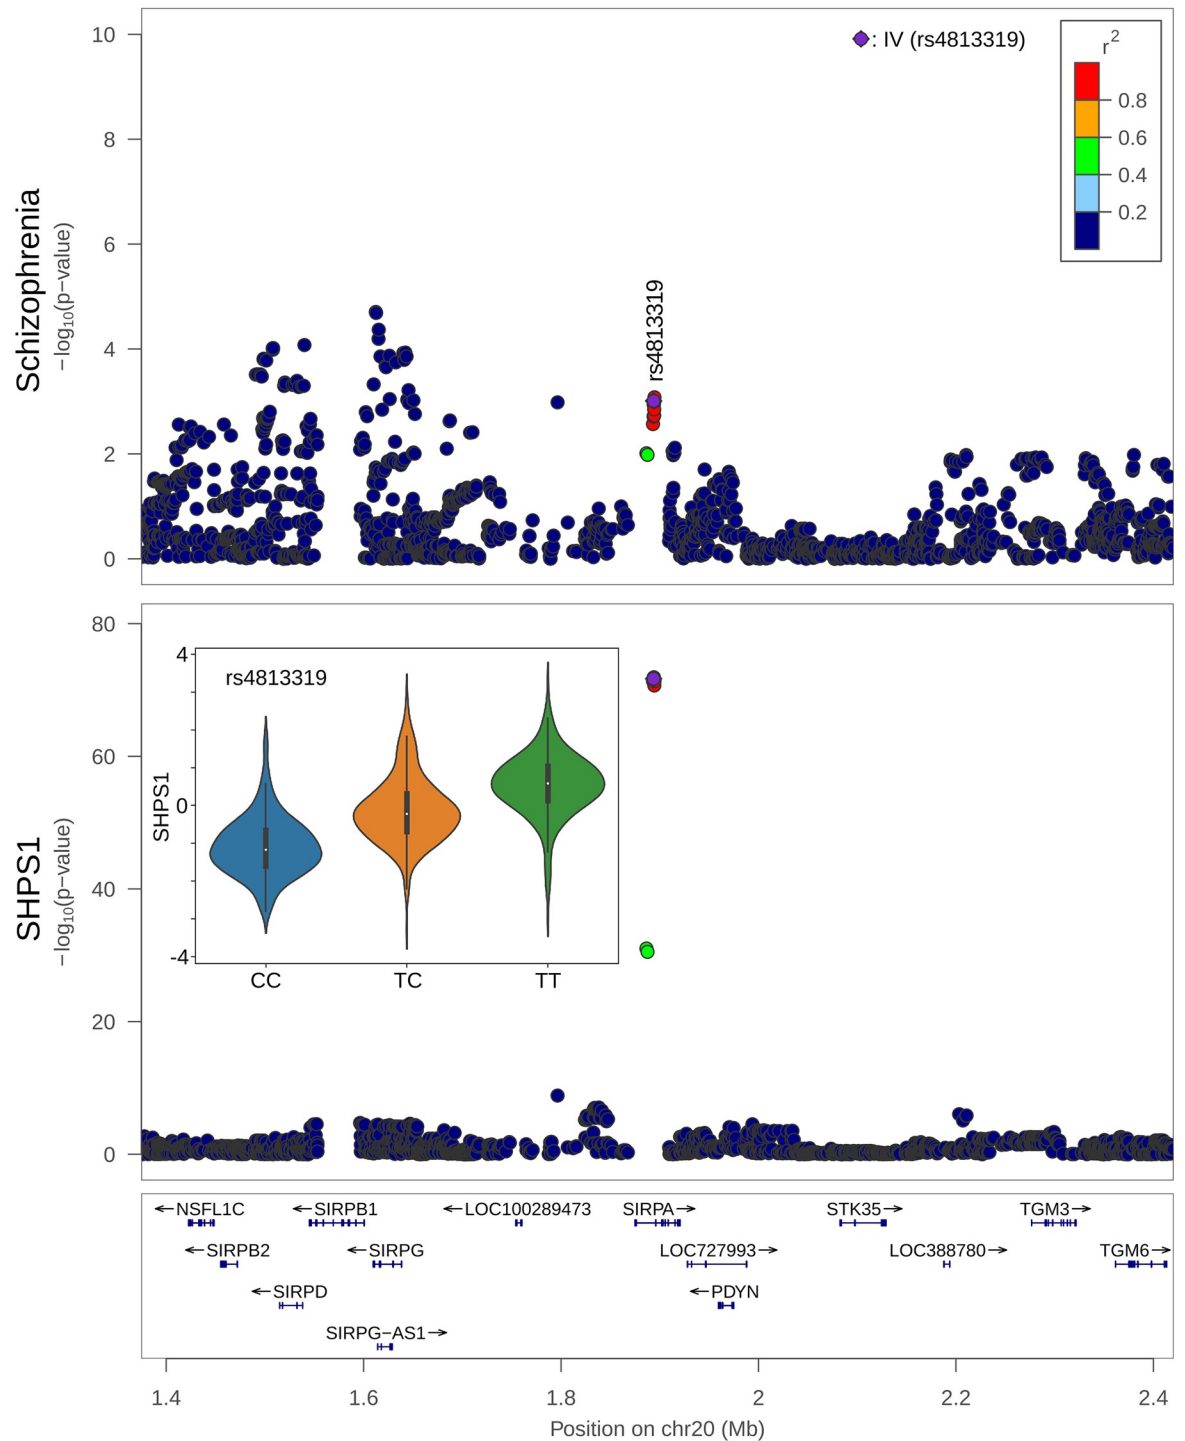 10
8
6
4
2
0
Schizophrenia
−log10(p−value)
: IV (rs4813319)
r2
0.8
0.6
0.4
0.2
rs4813319
80
60
40
20
0
SHPS1
−log10(p−value)
4
0
-4
SHPS1
rs4813319
CC TC TT
←NSFL1C ←SIRPB1 ←LOC100289473 SIRPA→ STK35→ TGM3→
←SIRPB2 ←SIRPG LOC727993→ LOC388780→ TGM6→
←SIRPD ←PDYN
SIRPG−AS1→
1.4 1.6 1.8 2 2.2 2.4
Position on chr20 (Mb)